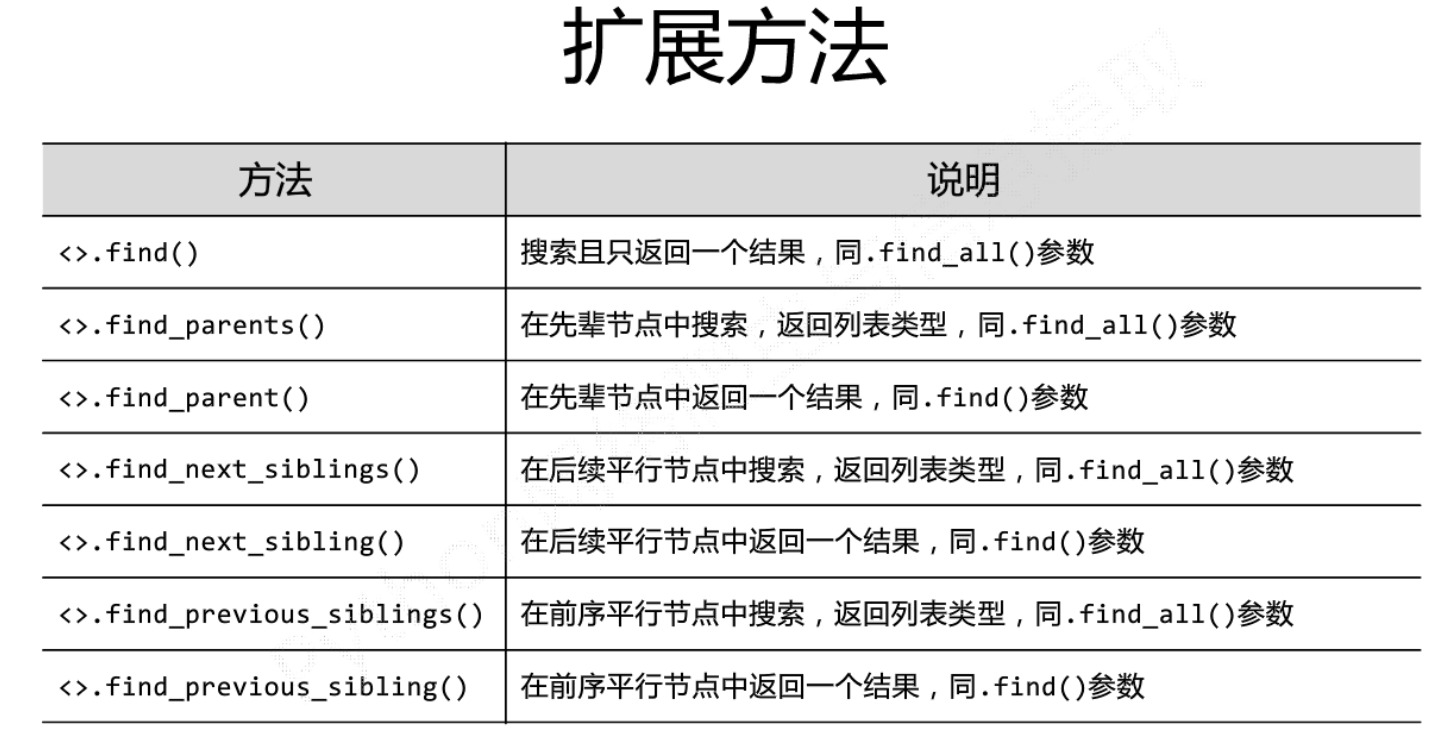 扩展方法
方法 说明
<>.find() 搜索且只返回一个结果，同.find_all()参数
<>.find_parents() 在先辈节点中搜索，返回列表类型，同.find_all()参数
<>.find_parent() 在先辈节点中返回一个结果，同.find()参数
<>.find_next_siblings() 在后续平行节点中搜索，返回列表类型，同.find_all()参数
<>.find_next_sibling() 在后续平行节点中返回一个结果，同.find()参数
<>.find_previous_siblings() 在前序平行节点中搜索，返回列表类型，同.find_all()参数
<>.find_previous_sibling() 在前序平行节点中返回一个结果，同.find()参数